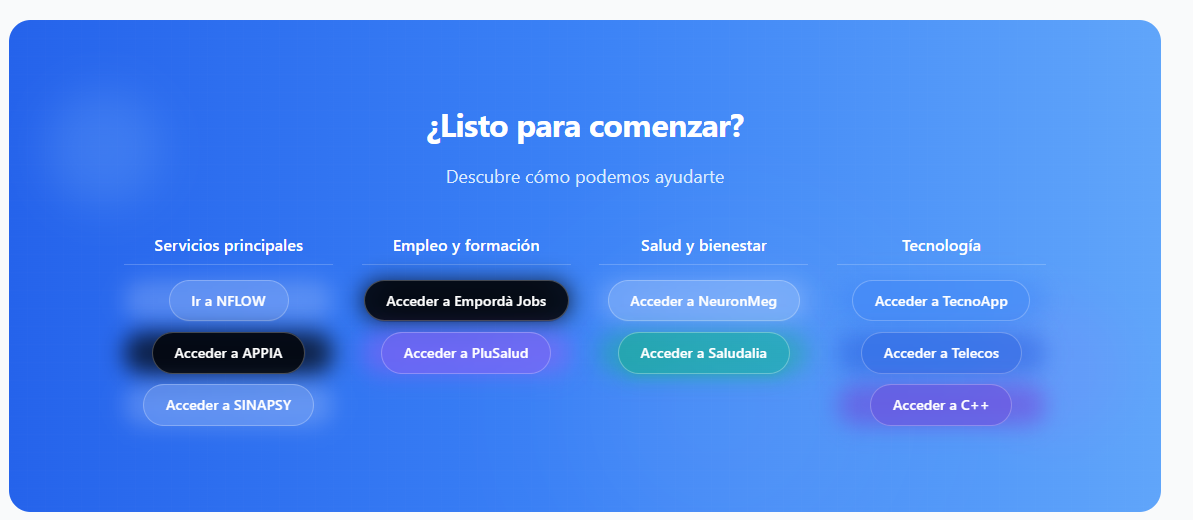 ¿Listo para comenzar?
Descubre cómo podemos ayudarte
Servicios principales
Ir a NFLOW
Acceder a APPIA
Acceder a SINAPSY
Empleo y formación
Acceder a Empordà Jobs
Acceder a PluSalud
Salud y bienestar
Acceder a NeuronMeg
Acceder a Saludalia
Tecnología
Acceder a TecnoApp
Acceder a Telecos
Acceder a C++